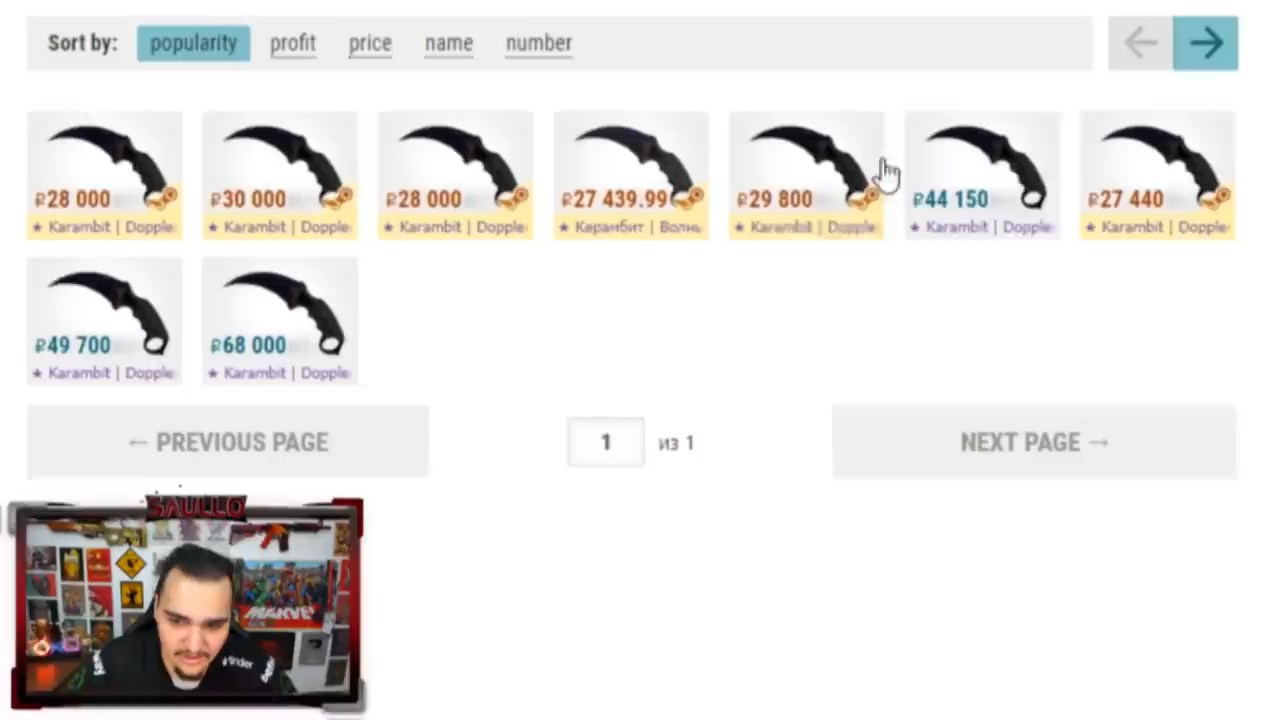 Sort by: popularity profit price name number ← →
₽28 000 ₽30 000 ₽28 000 ₽27 439.99 ₽29 800 ₽44 150 ₽27 440
★ Karambit | Dopple ★ Karambit | Dopple ★ Karambit | Dopple ★ Керамбит | Волны ★ Karambit | Dopple ★ Karambit | Dopple ★ Karambit | Dopple
₽49 700 ₽68 000
★ Karambit | Dopple ★ Karambit | Dopple
← PREVIOUS PAGE 1 из 1 NEXT PAGE →
SAULLO
MARVEL